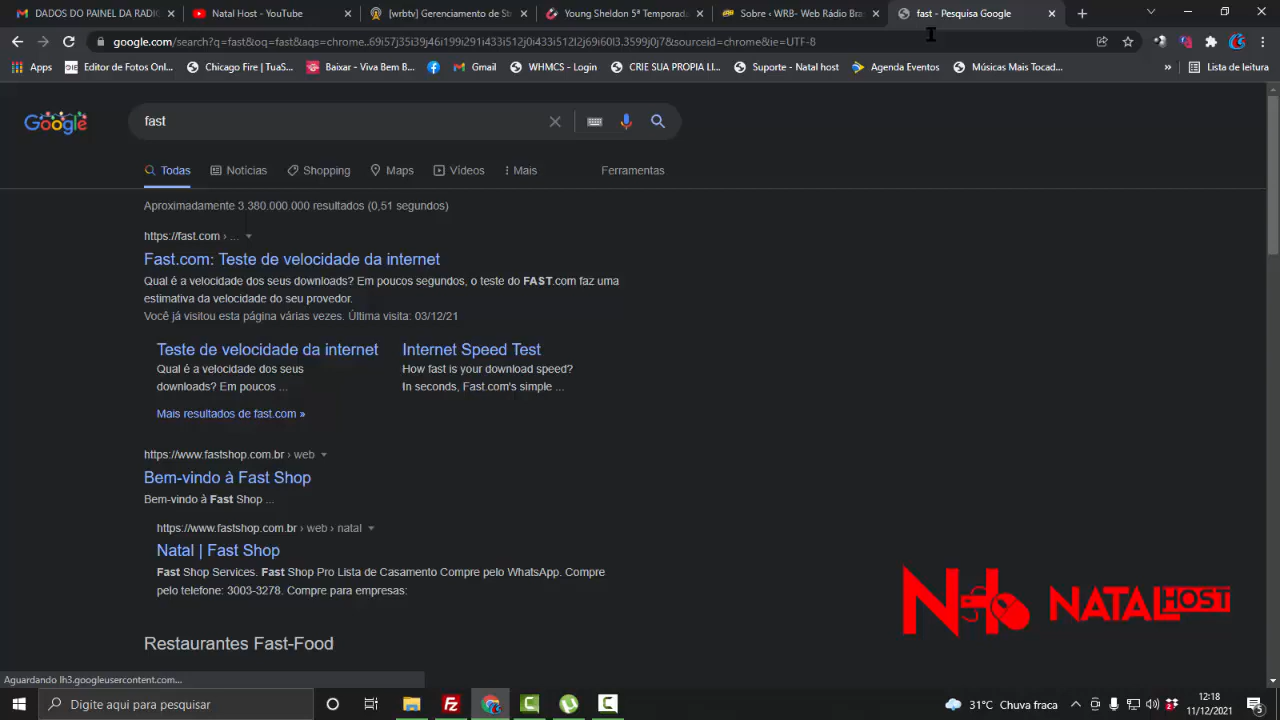 DADOS DO PAINEL DA RADIO
Natal Host - YouTube
[wrbtv] Gerenciamento de St
Young Sheldon 5ª Temporada
Sobre ‹ WRB- Web Rádio Bra
fast - Pesquisa Google
google.com/search?q=fast&oq=fast&aqs=chrome..69i57j35i39j46i199i291i433i512j0i433i512l2j69i60l3.3599j0j7&sourceid=chrome&ie=UTF-8
Apps
Editor de Fotos Onl...
Chicago Fire | TuaS...
Baixar - Viva Bem B...
Gmail
WHMCS - Login
CRIE SUA PROPIA LI...
Suporte - Natal host
Agenda Eventos
Músicas Mais Tocad...
»
Lista de leitura
Google
fast
Todas
Notícias
Shopping
Maps
Vídeos
Mais
Ferramentas
Aproximadamente 3.380.000.000 resultados (0,51 segundos)
https://fast.com › ...
Fast.com: Teste de velocidade da internet
Qual é a velocidade dos seus downloads? Em poucos segundos, o teste do FAST.com faz uma
estimativa da velocidade do seu provedor.
Você já visitou esta página várias vezes. Última visita: 03/12/21
Teste de velocidade da internet
Qual é a velocidade dos seus
downloads? Em poucos ...
Internet Speed Test
How fast is your download speed?
In seconds, Fast.com's simple ...
Mais resultados de fast.com »
https://www.fastshop.com.br › web
Bem-vindo à Fast Shop
Bem-vindo à Fast Shop ...
https://www.fastshop.com.br › web › natal
Natal | Fast Shop
Fast Shop Services. Fast Shop Pro Lista de Casamento Compre pelo WhatsApp. Compre
pelo telefone: 3003-3278. Compre para empresas:
Restaurantes Fast-Food
NH NATALHOST
Aguardando lh3.googleusercontent.com...
Digite aqui para pesquisar
31°C Chuva fraca
12:18
11/12/2021